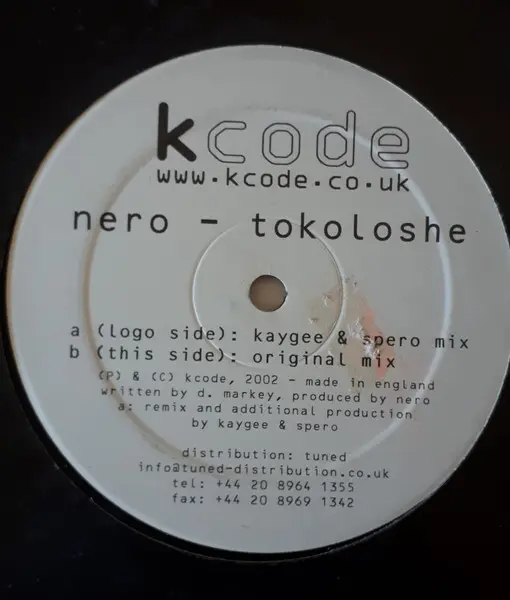 kcode
www.kcode.co.uk
nero - tokoloshe
a (logo side): kaygee & spero mix
b (this side): original mix
(P) & (C) kcode, 2002 - made in england
written by d. markey, produced by nero
a: remix and additional production
by kaygee & spero
distribution: tuned
info@tuned-distribution.co.uk
tel: +44 20 8964 1355
fax: +44 20 8969 1342